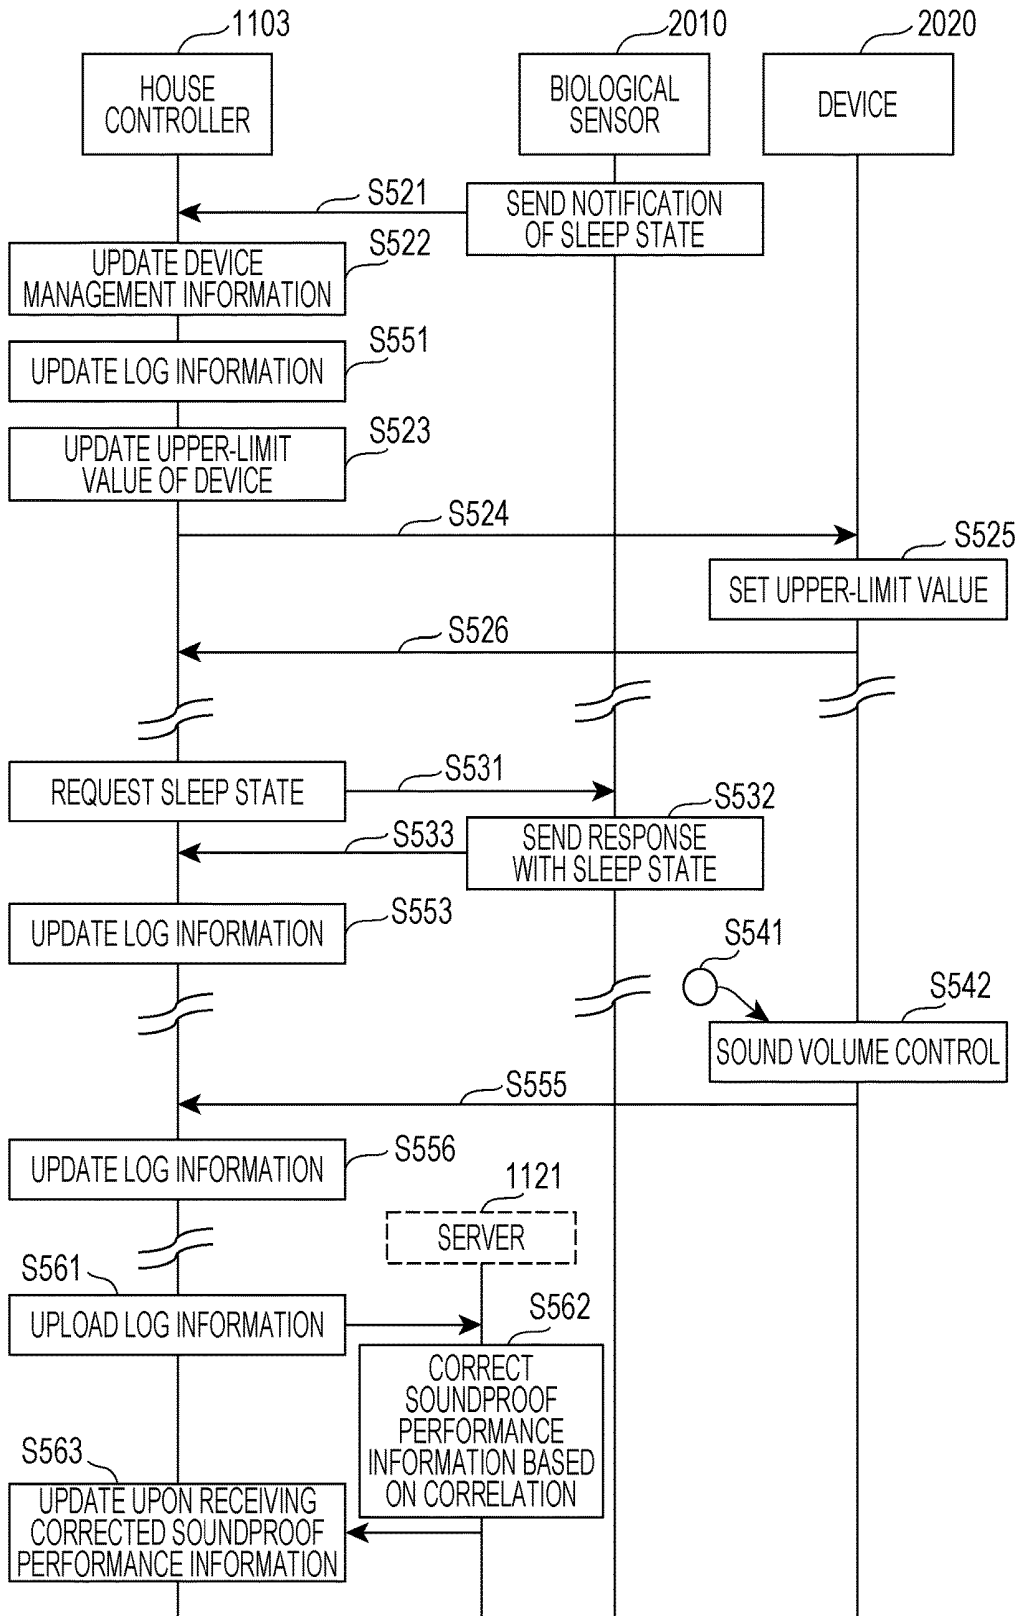 1103
2010
2020
HOUSE
CONTROLLER
BIOLOGICAL
SENSOR
DEVICE
S521
SEND NOTIFICATION
OF SLEEP STATE
S522
UPDATE DEVICE
MANAGEMENT INFORMATION
S551
UPDATE LOG INFORMATION
S523
UPDATE UPPER-LIMIT
VALUE OF DEVICE
S524
S525
SET UPPER-LIMIT VALUE
S526
REQUEST SLEEP STATE
S531
S532
SEND RESPONSE
WITH SLEEP STATE
S533
S553
UPDATE LOG INFORMATION
S541
S542
SOUND VOLUME CONTROL
S555
S556
UPDATE LOG INFORMATION
1121
SERVER
S561
UPLOAD LOG INFORMATION
S562
CORRECT
SOUNDPROOF
PERFORMANCE
INFORMATION BASED
ON CORRELATION
S563
UPDATE UPON RECEIVING
CORRECTED SOUNDPROOF
PERFORMANCE INFORMATION